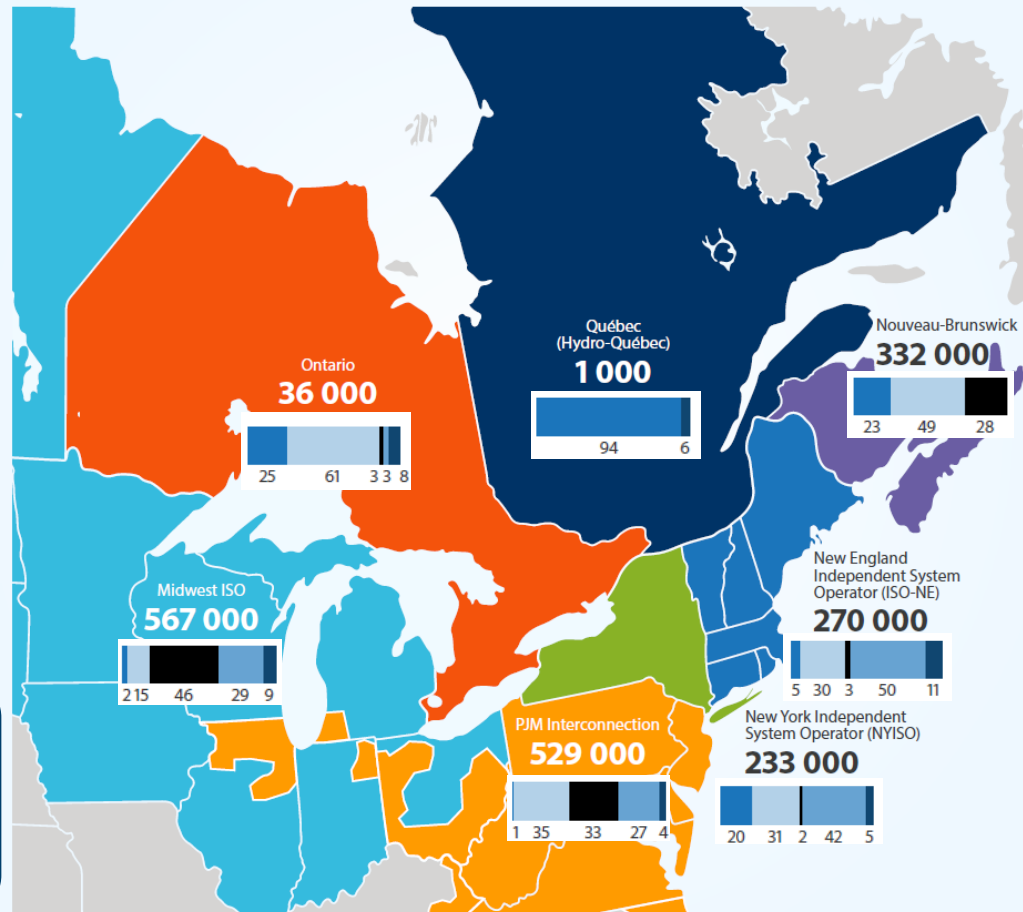 Québec
(Hydro-Québec)
1 000
94 6
Nouveau-Brunswick
332 000
23 49 28
Ontario
36 000
25 61 3 3 8
Midwest ISO
567 000
2 15 46 29 9
New England
Independent System
Operator (ISO-NE)
270 000
5 30 3 50 11
PJM Interconnection
529 000
1 35 33 27 4
New York Independent
System Operator (NYISO)
233 000
20 31 2 42 5